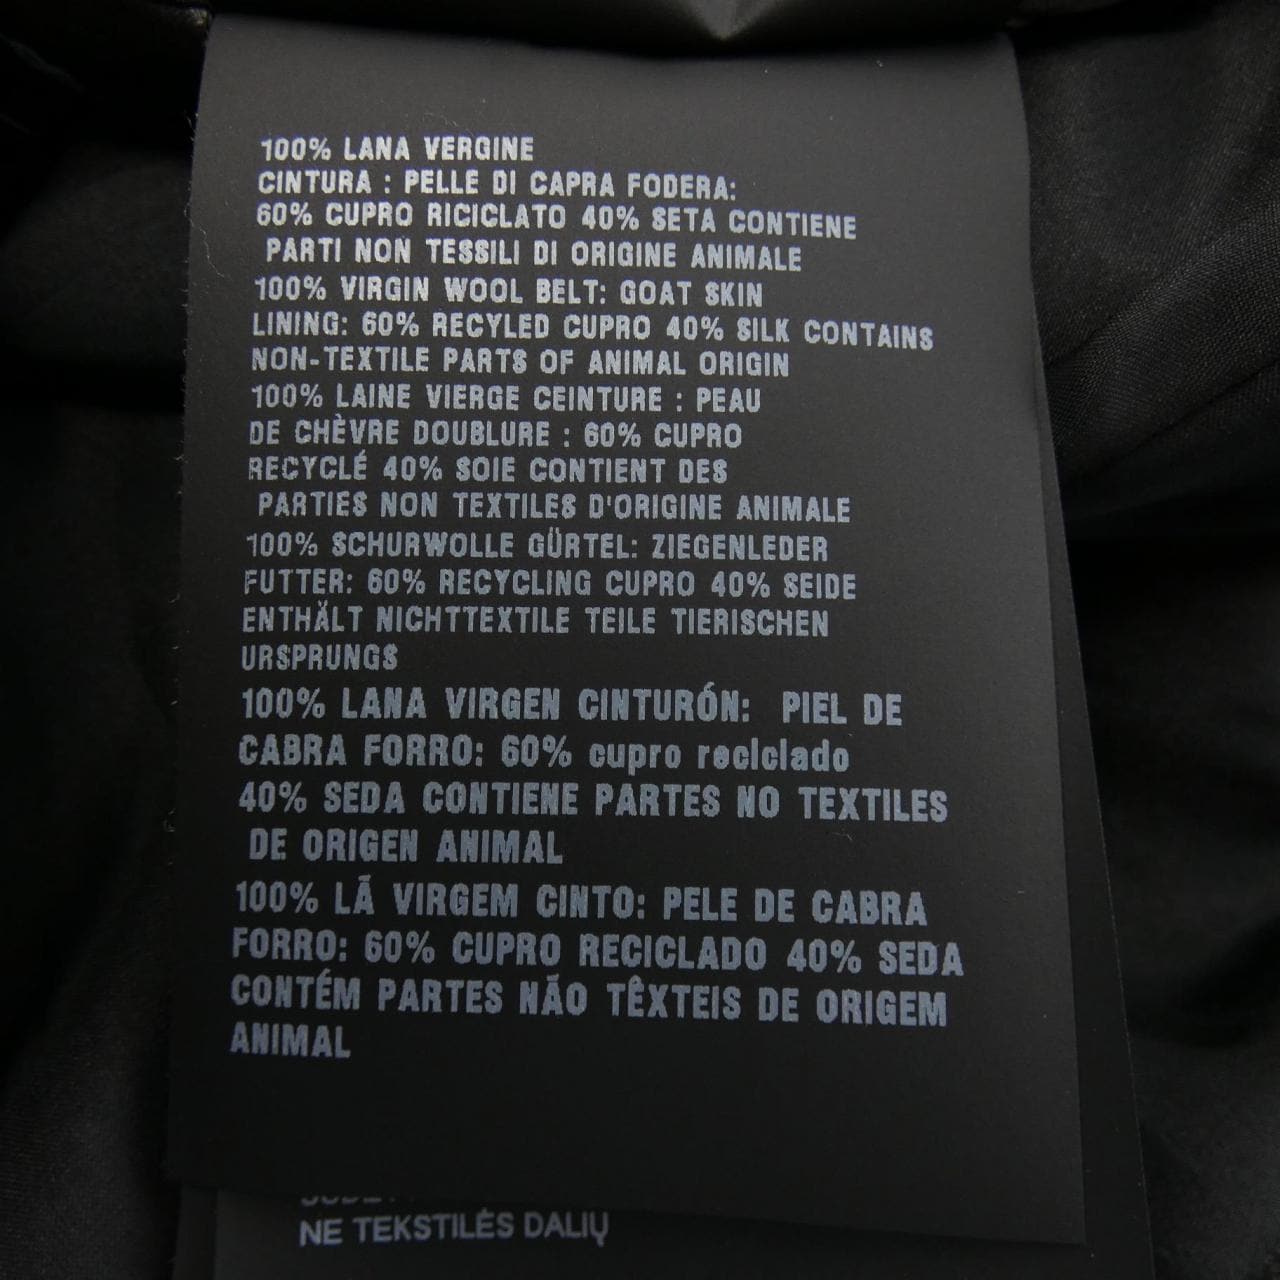 100% LANA VERGINE
CINTURA : PELLE DI CAPRA FODERA:
60% CUPRO RICICLATO 40% SETA CONTIENE
PARTI NON TESSILI DI ORIGINE ANIMALE
100% VIRGIN WOOL BELT: GOAT SKIN
LINING: 60% RECYLED CUPRO 40% SILK CONTAINS
NON-TEXTILE PARTS OF ANIMAL ORIGIN
100% LAINE VIERGE CEINTURE : PEAU
DE CHÈVRE DOUBLURE : 60% CUPRO
RECYCLÉ 40% SOIE CONTIENT DES
PARTIES NON TEXTILES D'ORIGINE ANIMALE
100% SCHURWOLLE GÜRTEL: ZIEGENLEDER
FUTTER: 60% RECYCLING CUPRO 40% SEIDE
ENTHÄLT NICHTTEXTILE TEILE TIERISCHEN
URSPRUNGS
100% LANA VIRGEN CINTURÓN: PIEL DE
CABRA FORRO: 60% cupro reciclado
40% SEDA CONTIENE PARTES NO TEXTILES
DE ORIGEN ANIMAL
100% LÃ VIRGEM CINTO: PELE DE CABRA
FORRO: 60% CUPRO RECICLADO 40% SEDA
CONTÉM PARTES NÃO TÊXTEIS DE ORIGEM
ANIMAL
NE TEKSTILĖS DALIŲ